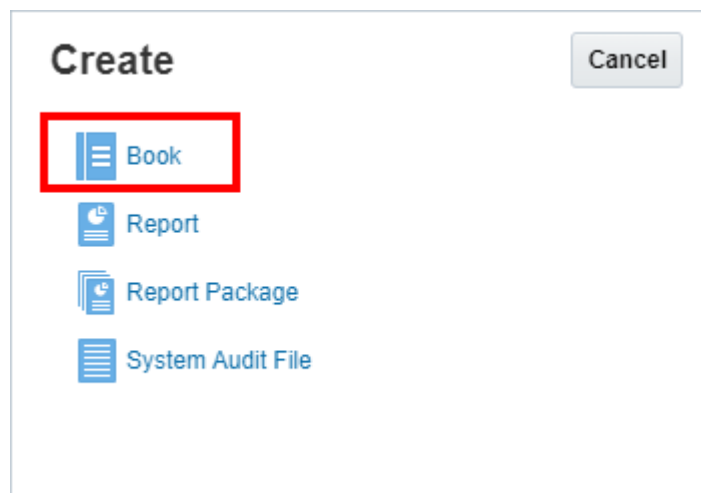 Create
Cancel
Book
Report
Report Package
System Audit File